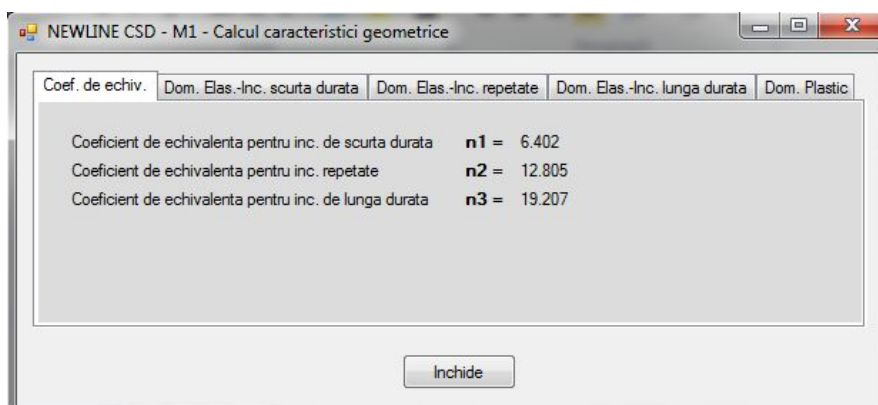 NEWLINE CSD - M1 - Calcul caracteristici geometrice
Coef. de echiv. Dom. Elas.-Inc. scurta durata Dom. Elas.-Inc. repetate Dom. Elas.-Inc. lunga durata Dom. Plastic
Coeficient de echivalenta pentru inc. de scurta durata n1 = 6.402
Coeficient de echivalenta pentru inc. repetate n2 = 12.805
Coeficient de echivalenta pentru inc. de lunga durata n3 = 19.207
Inchide